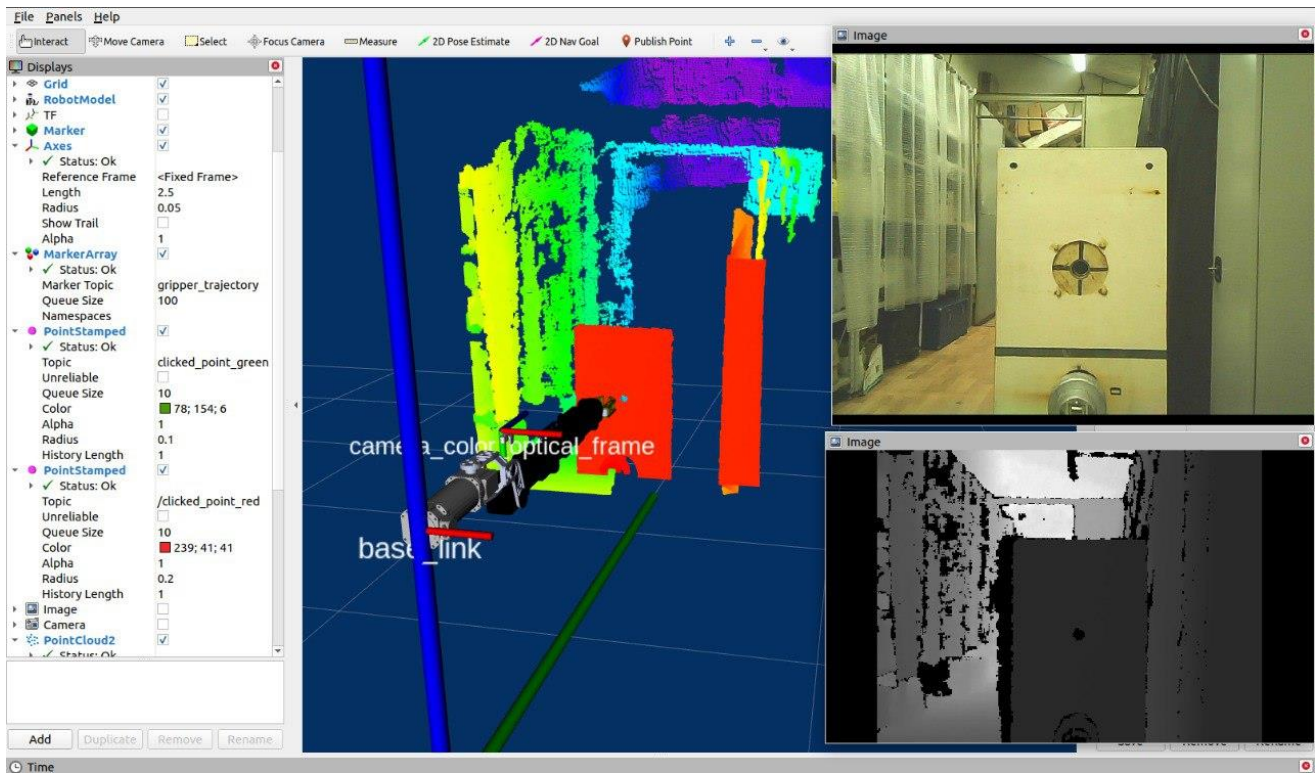 File Panels Help
Interact Move Camera Select Focus Camera Measure 2D Pose Estimate 2D Nav Goal Publish Point
Displays
Grid
RobotModel
TF
Marker
Axes
Status: Ok
Reference Frame <Fixed Frame>
Length 2.5
Radius 0.05
Show Trail
Alpha 1
MarkerArray
Status: Ok
Marker Topic gripper_trajectory
Queue Size 100
Namespaces
PointStamped
Status: Ok
Topic clicked_point_green
Unreliable
Queue Size 10
Color 78; 154; 6
Alpha 1
Radius 0.1
History Length 1
PointStamped
Status: Ok
Topic /clicked_point_red
Unreliable
Queue Size 10
Color 239; 41; 41
Alpha 1
Radius 0.2
History Length 1
Image
Camera
PointCloud2
Status: Ok
Add Duplicate Remove Rename
Time
camera_color_optical_frame
base_link
Image
Image
Save Remove Rename